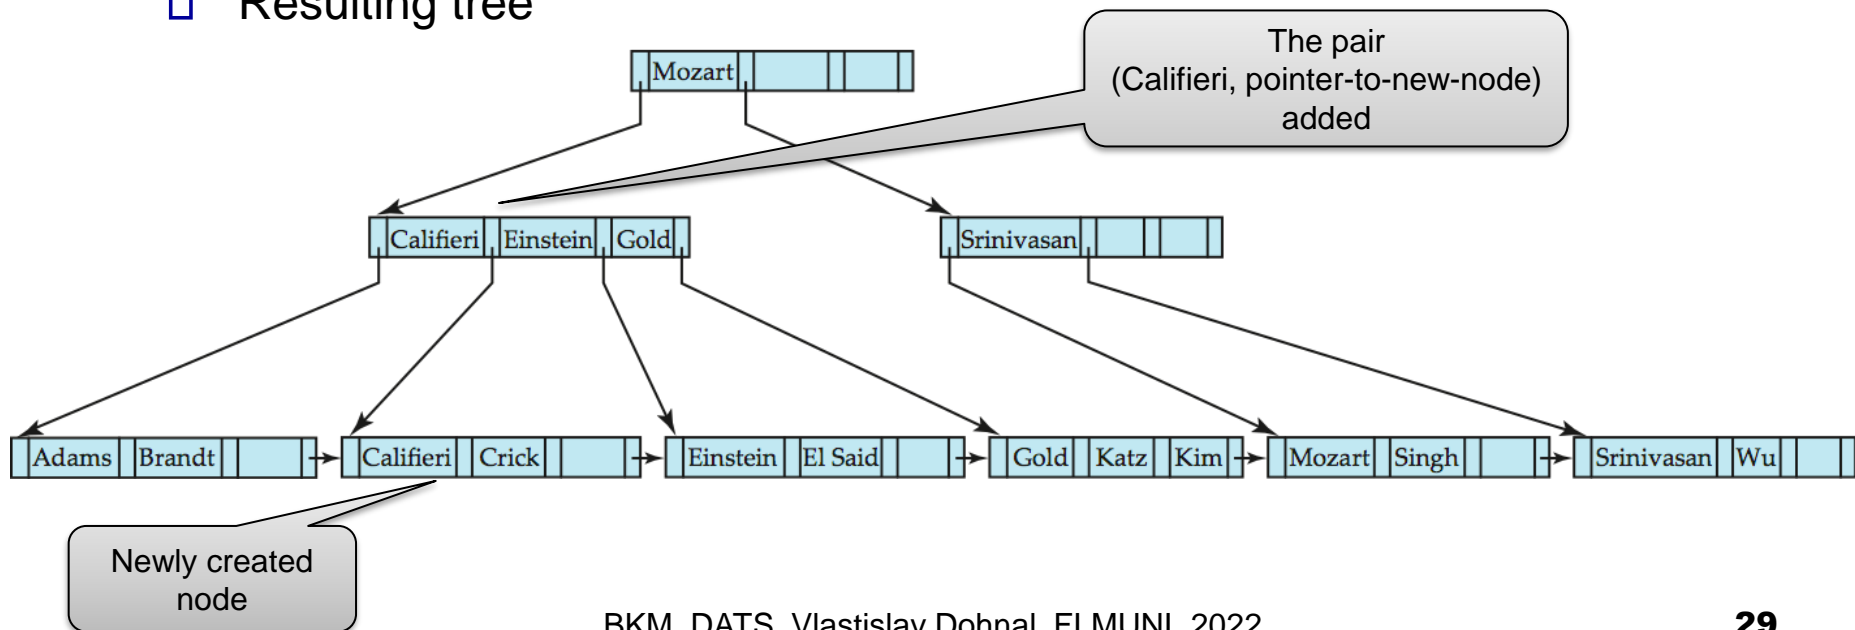 Resulting tree
The pair
(Califieri, pointer-to-new-node)
added
Mozart
Califieri Einstein Gold
Srinivasan
Adams Brandt
Califieri Crick
Einstein El Said
Gold Katz Kim
Mozart Singh
Srinivasan Wu
Newly created
node
BKM_DATS, Vlastislav Dohnal, FI MUNI, 2022
29